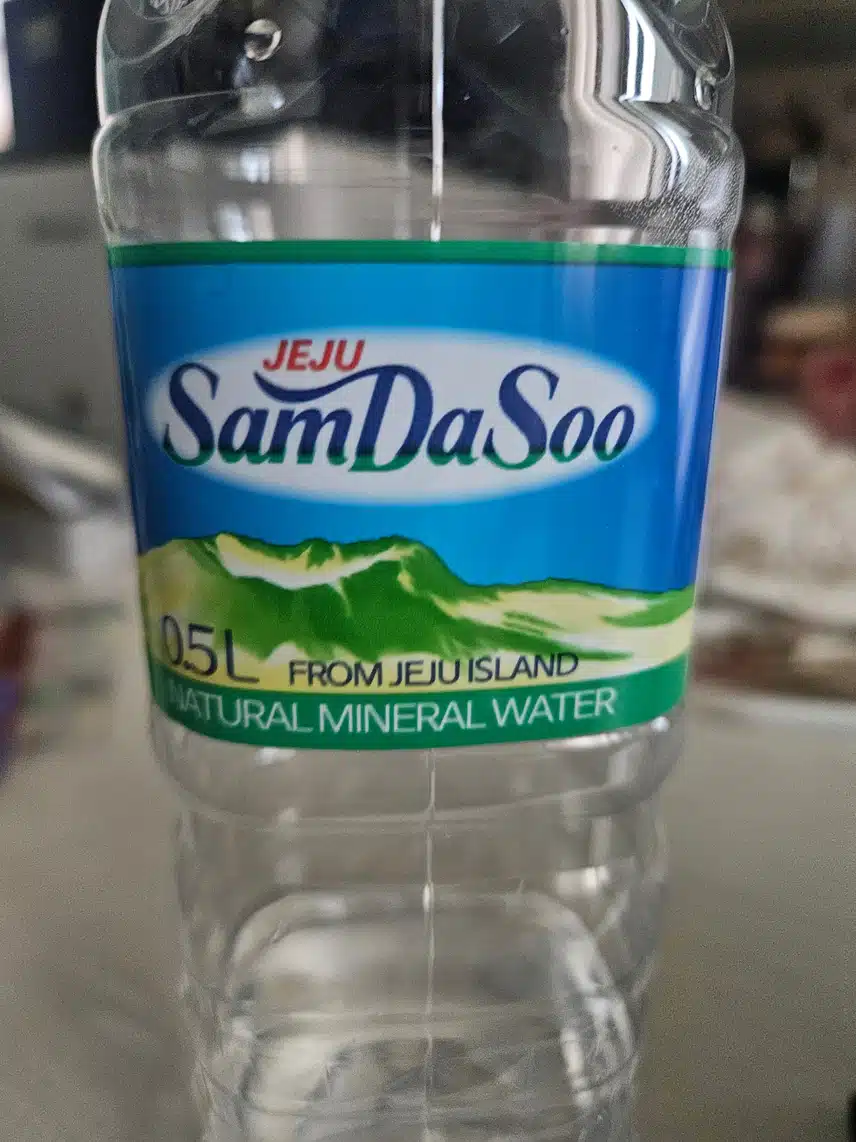 JEJU
SamDaSoo
0.5L FROM JEJU ISLAND
NATURAL MINERAL WATER